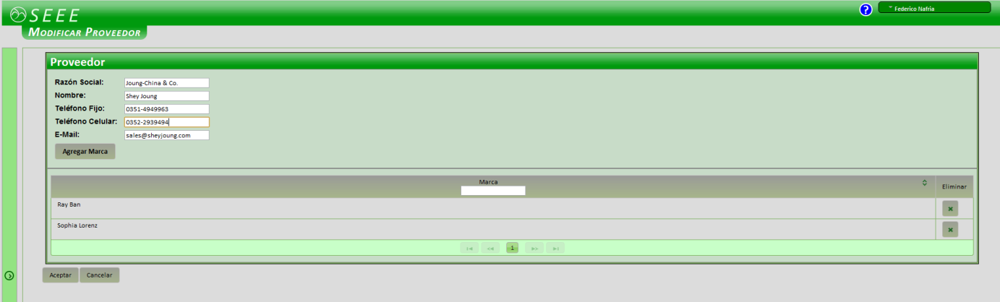 SEEE
? Federico Nafria
MODIFICAR PROVEEDOR
Proveedor
Razón Social: Joung-China & Co.
Nombre: Shey Joung
Teléfono Fijo: 0351-4949963
Teléfono Celular: 0352-2939494
E-Mail: sales@sheyjoung.com
Agregar Marca
Marca Eliminar
Ray Ban
Sophia Lorenz
1
Aceptar Cancelar